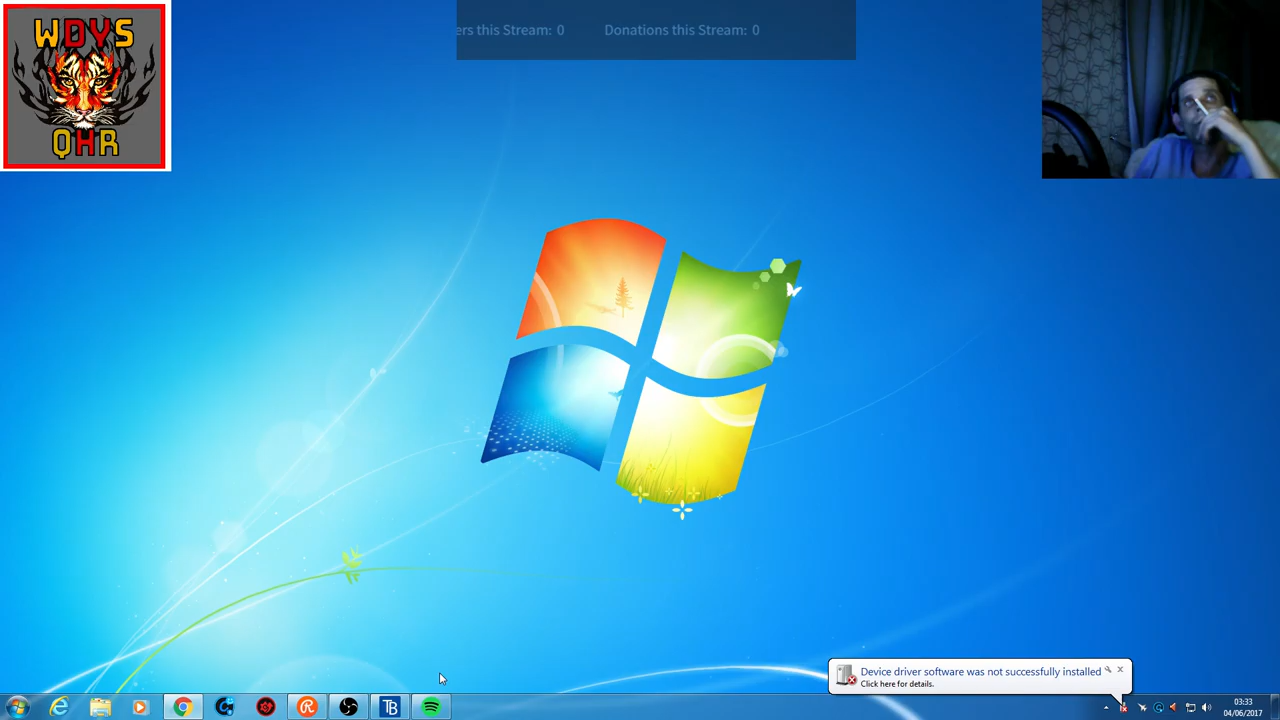 WDYS
QHR
ers this Stream: 0 Donations this Stream: 0
Device driver software was not successfully installed
Click here for details.
TB
03:33
04/06/2017